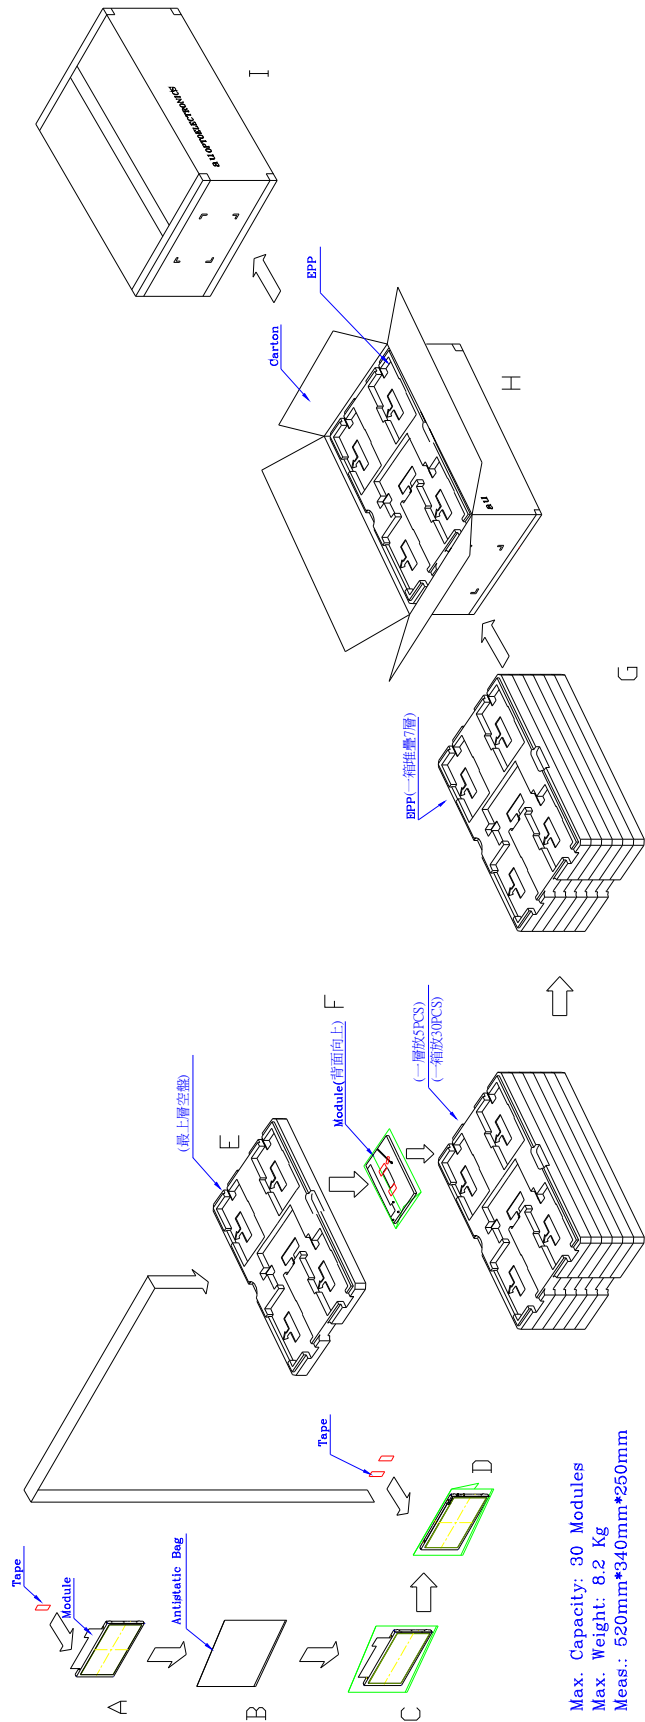 Tape
Module
A
Antistatic Bag
B
C
Tape
D
(最上層空盤)
E
Module(背面向上)
F
(一層放5PCS)
(一箱放30PCS)
EPP(一箱堆疊7層)
G
Carton
EPP
AU
H
AUOPTOELECTRONICS
I
Max. Capacity: 30 Modules
Max. Weight: 8.2 Kg
Meas.: 520mm*340mm*250mm